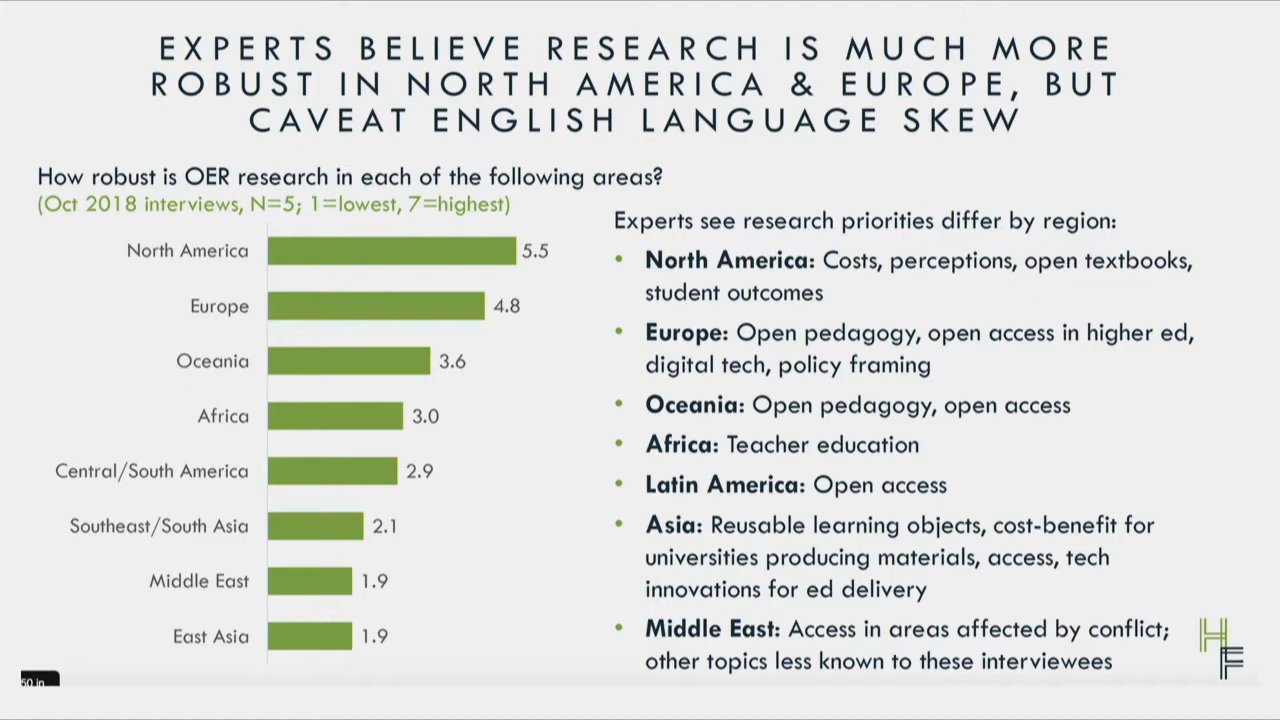 EXPERTS BELIEVE RESEARCH IS MUCH MORE
ROBUST IN NORTH AMERICA & EUROPE, BUT
CAVEAT ENGLISH LANGUAGE SKEW
How robust is OER research in each of the following areas?
(Oct 2018 interviews, N=5; 1=lowest, 7=highest)
North America 5.5
Europe 4.8
Oceania 3.6
Africa 3.0
Central/South America 2.9
Southeast/South Asia 2.1
Middle East 1.9
East Asia 1.9
Experts see research priorities differ by region:
• North America: Costs, perceptions, open textbooks,
student outcomes
• Europe: Open pedagogy, open access in higher ed,
digital tech, policy framing
• Oceania: Open pedagogy, open access
• Africa: Teacher education
• Latin America: Open access
• Asia: Reusable learning objects, cost-benefit for
universities producing materials, access, tech
innovations for ed delivery
• Middle East: Access in areas affected by conflict;
other topics less known to these interviewees
HF